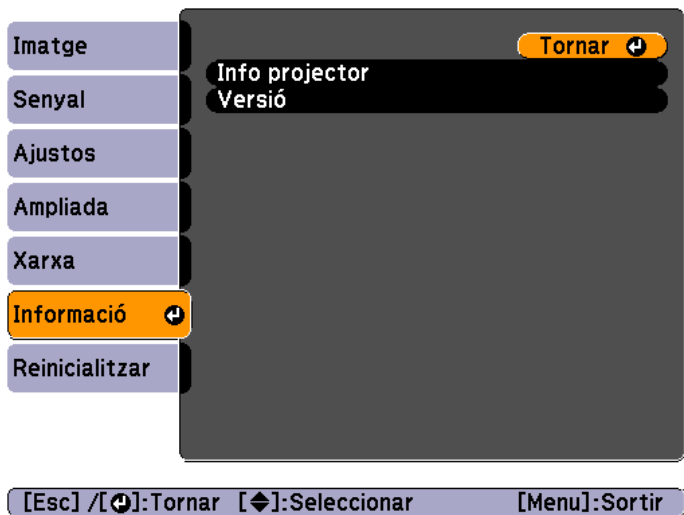 Imatge
Senyal
Ajustos
Ampliada
Xarxa
Informació
Reinicialitzar
Tornar
Info projector
Versió
[Esc] /[ ]:Tornar [ ]:Seleccionar [Menu]:Sortir